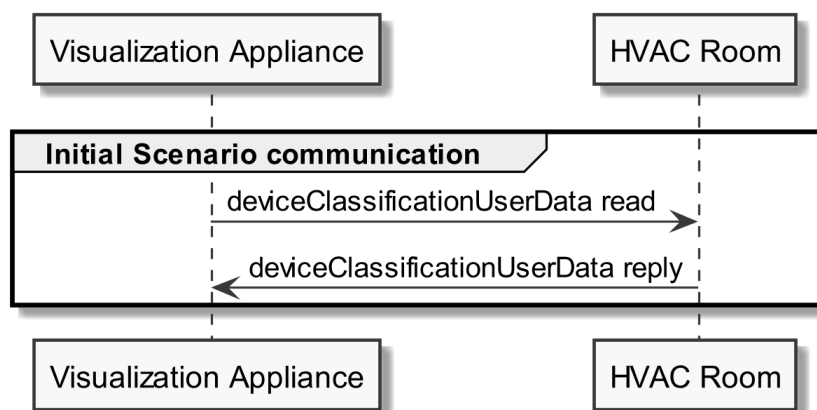 Visualization Appliance
HVAC Room
Initial Scenario communication
deviceClassificationUserData read
deviceClassificationUserData reply
Visualization Appliance
HVAC Room